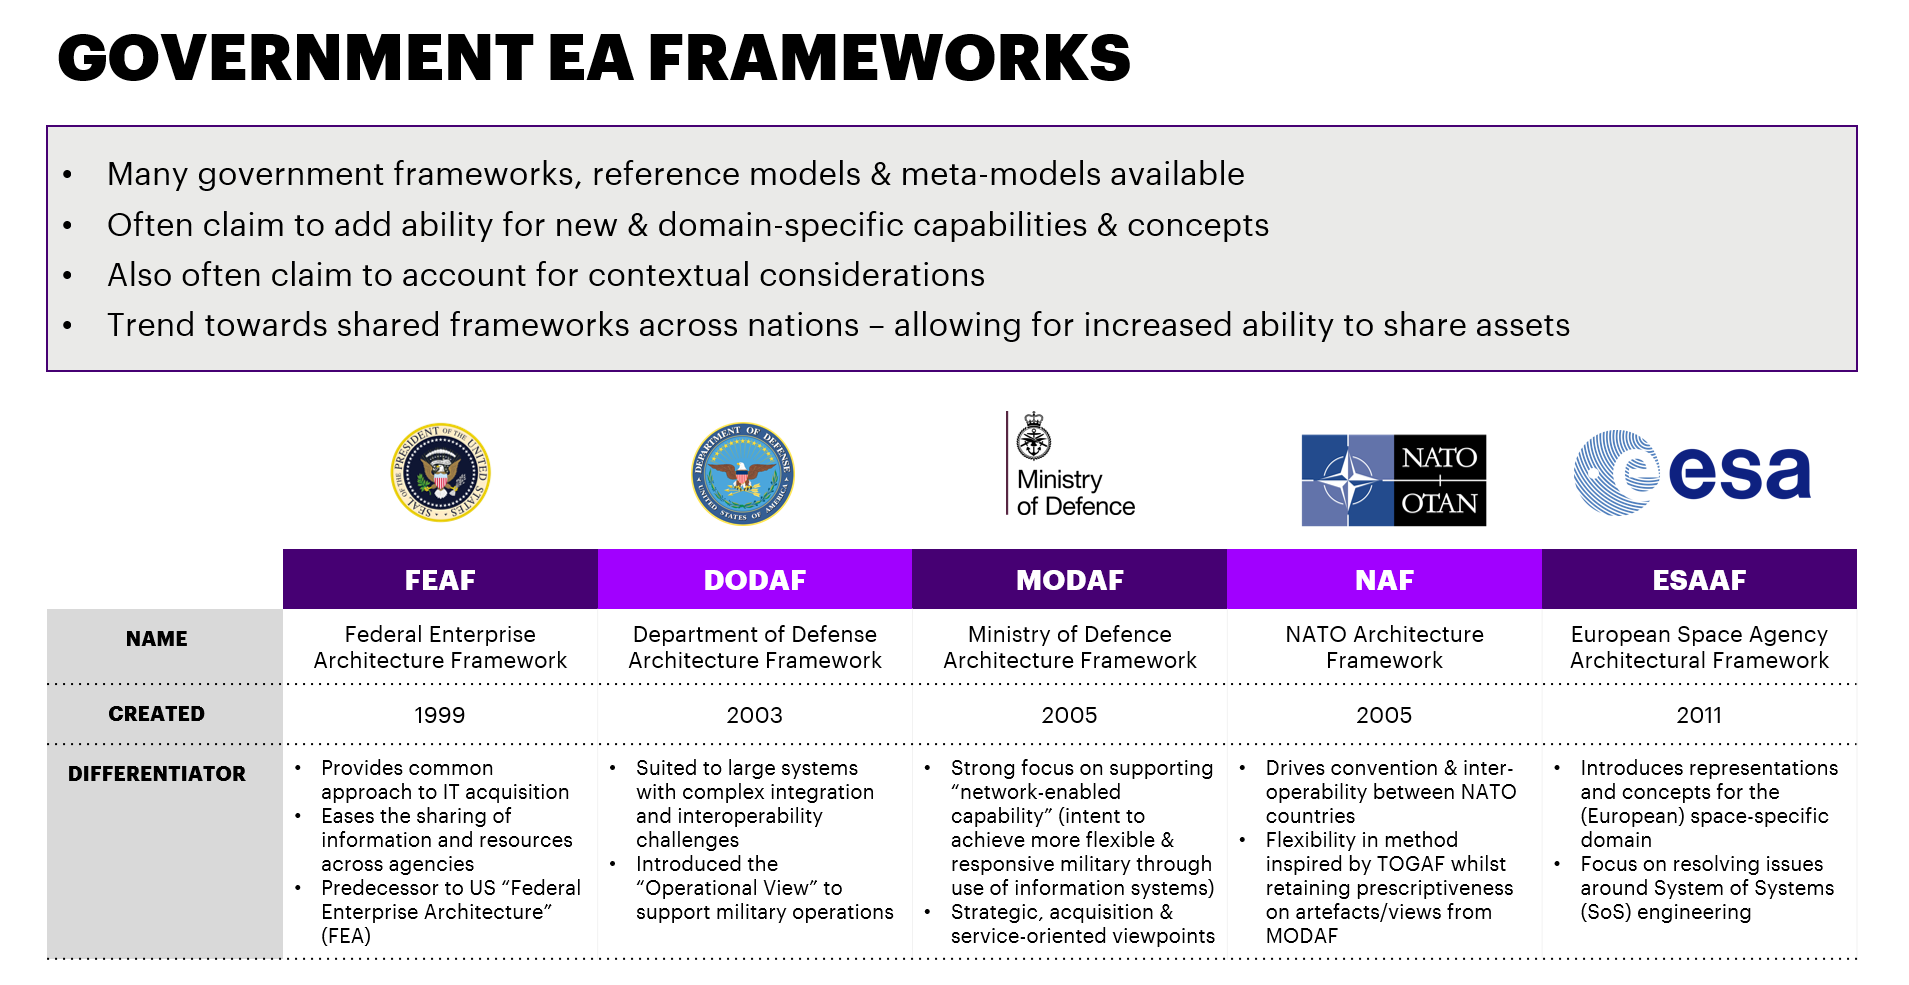 GOVERNMENT EA FRAMEWORKS
• Many government frameworks, reference models & meta-models available
• Often claim to add ability for new & domain-specific capabilities & concepts
• Also often claim to account for contextual considerations
• Trend towards shared frameworks across nations – allowing for increased ability to share assets
SEAL OF THE PRESIDENT OF THE UNITED STATES
DEPARTMENT OF DEFENSE
UNITED STATES OF AMERICA
Ministry
of Defence
NATO
OTAN
esa
FEAF
DODAF
MODAF
NAF
ESAAF
NAME
Federal Enterprise
Architecture Framework
Department of Defense
Architecture Framework
Ministry of Defence
Architecture Framework
NATO Architecture
Framework
European Space Agency
Architectural Framework
CREATED
1999
2003
2005
2005
2011
DIFFERENTIATOR
• Provides common
approach to IT acquisition
• Eases the sharing of
information and resources
across agencies
• Predecessor to US “Federal
Enterprise Architecture”
(FEA)
• Suited to large systems
with complex integration
and interoperability
challenges
• Introduced the
“Operational View” to
support military operations
• Strong focus on supporting
“network-enabled
capability” (intent to
achieve more flexible &
responsive military through
use of information systems)
• Strategic, acquisition &
service-oriented viewpoints
• Drives convention & inter-
operability between NATO
countries
• Flexibility in method
inspired by TOGAF whilst
retaining prescriptiveness
on artefacts/views from
MODAF
• Introduces representations
and concepts for the
(European) space-specific
domain
• Focus on resolving issues
around System of Systems
(SoS) engineering